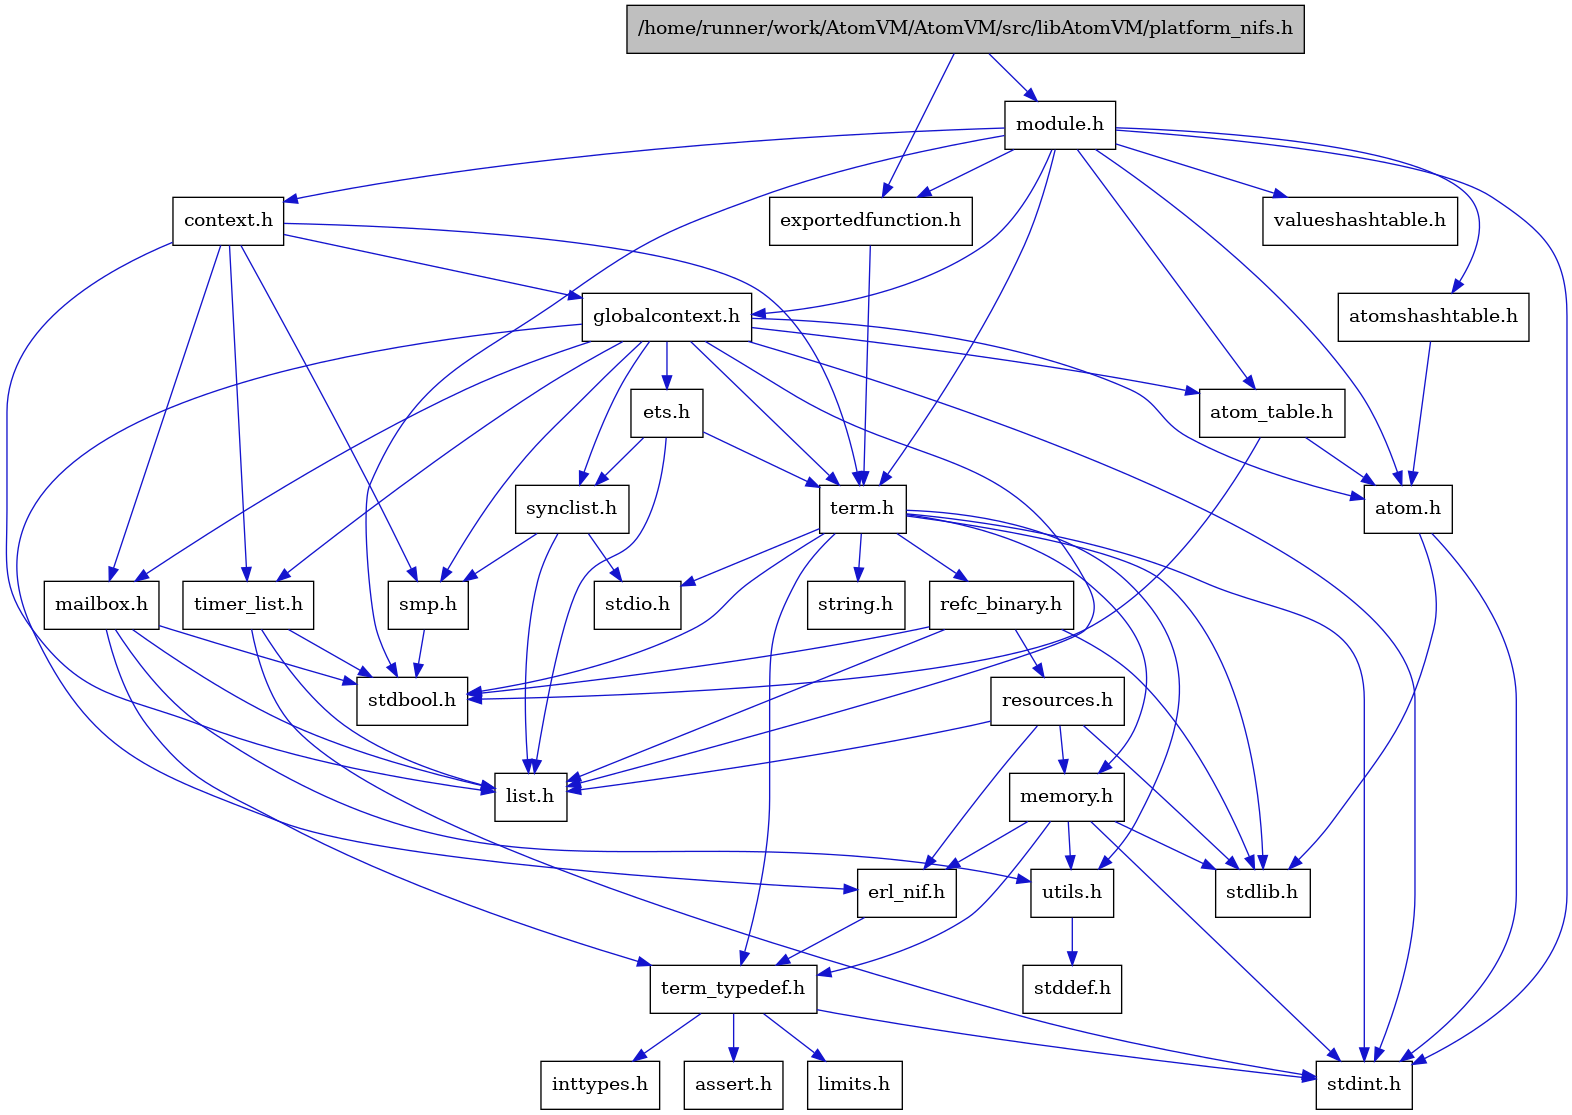 /home/runner/work/AtomVM/AtomVM/src/libAtomVM/platform_nifs.h
module.h
context.h
exportedfunction.h
valueshashtable.h
globalcontext.h
atomshashtable.h
ets.h
atom_table.h
synclist.h
term.h
atom.h
mailbox.h
timer_list.h
smp.h
stdio.h
string.h
refc_binary.h
stdbool.h
resources.h
list.h
memory.h
erl_nif.h
utils.h
stdlib.h
term_typedef.h
stddef.h
inttypes.h
assert.h
limits.h
stdint.h